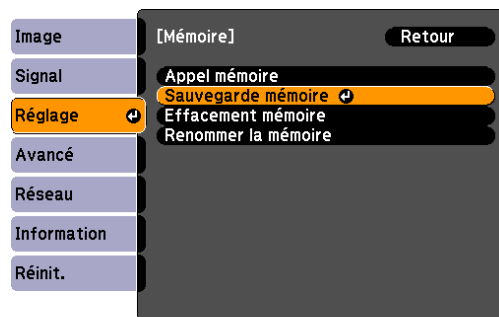 Image
Signal
Réglage
Avancé
Réseau
Information
Réinit.
[Mémoire]
Retour
Appel mémoire
Sauvegarde mémoire
Effacement mémoire
Renommer la mémoire